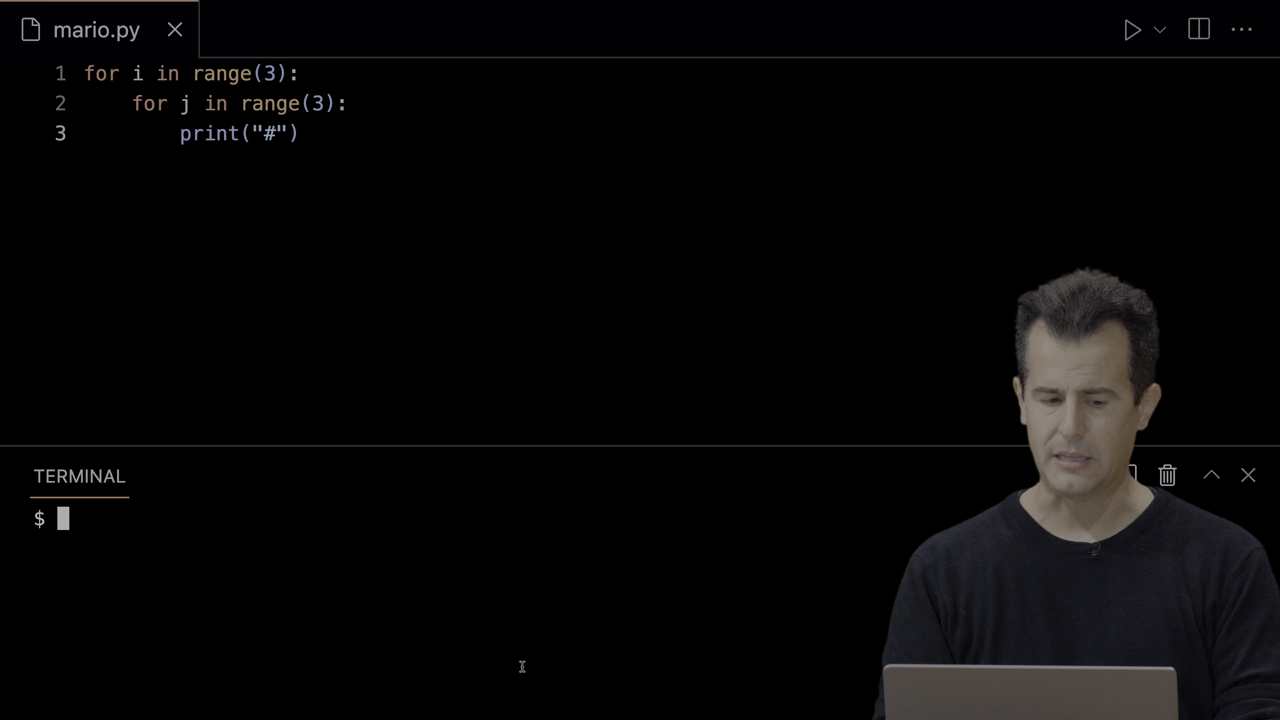 mario.py
1 for i in range(3):
2     for j in range(3):
3         print("#")
TERMINAL
$